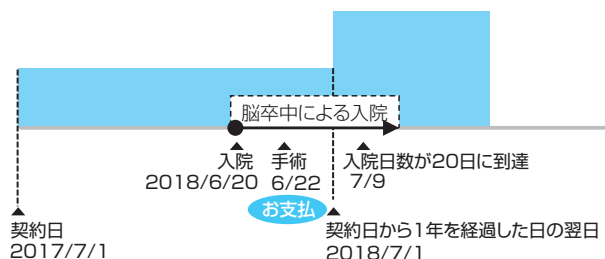 脳卒中による入院
入院
2018/6/20
手術
6/22
入院日数が20日に到達
7/9
お支払
契約日
2017/7/1
契約日から1年を経過した日の翌日
2018/7/1